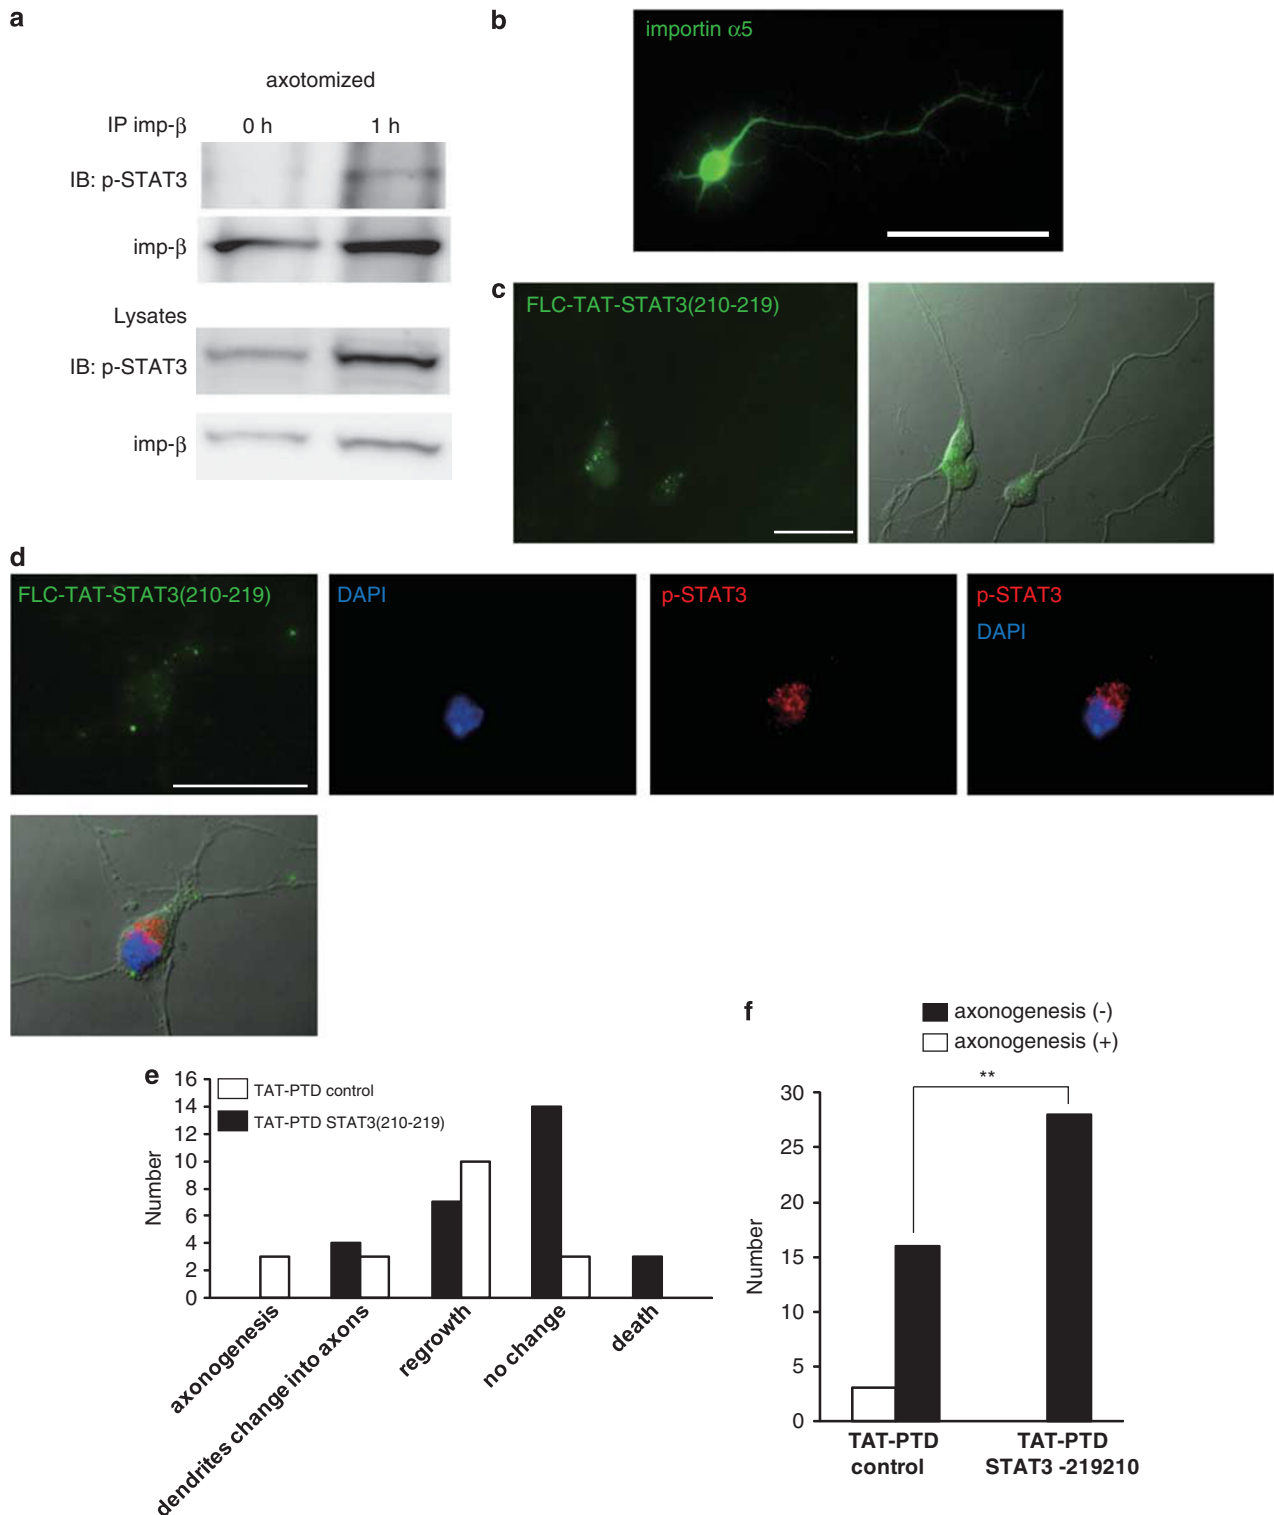 a
axotomized
IP imp-β 0 h 1 h
IB: p-STAT3
imp-β
Lysates
IB: p-STAT3
imp-β
b
importin α5
c
FLC-TAT-STAT3(210-219)
d
FLC-TAT-STAT3(210-219)
DAPI
p-STAT3
p-STAT3
DAPI
e
16
14
12
10
8
6
4
2
0
Number
TAT-PTD control
TAT-PTD STAT3(210-219)
axonogenesis
dendrites change into axons
regrowth
no change
death
f
axonogenesis (-)
axonogenesis (+)
**
30
25
20
15
10
5
0
Number
TAT-PTD
control
TAT-PTD
STAT3 -219210